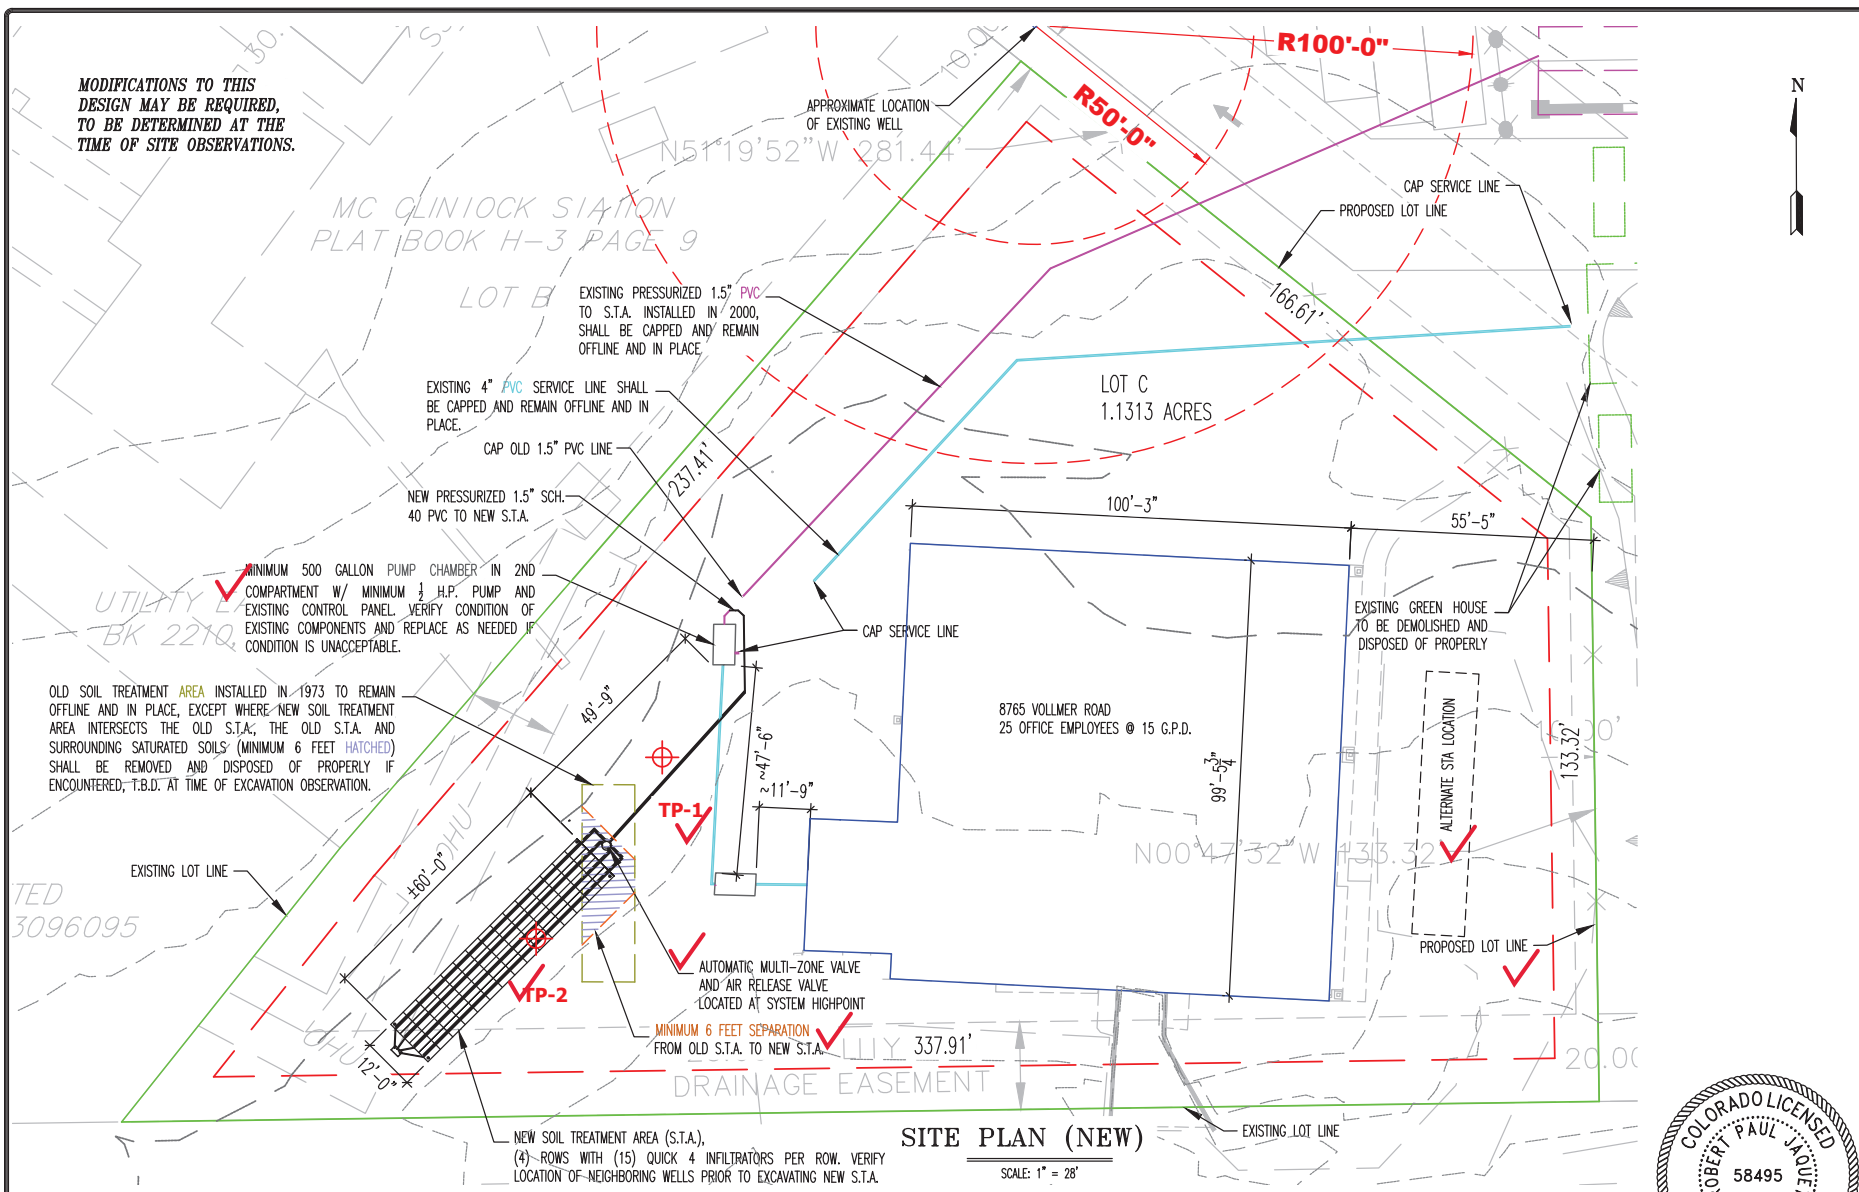 MODIFICATIONS TO THIS
DESIGN MAY BE REQUIRED,
TO BE DETERMINED AT THE
TIME OF SITE OBSERVATIONS.
R100'-0"
R50'-0"
N
APPROXIMATE LOCATION
OF EXISTING WELL
10.00
N51°19'52"W 281.44'
MC CLINTOCK STATION
PLAT BOOK H-3 PAGE 9
LOT B
CAP SERVICE LINE
PROPOSED LOT LINE
166.61'
EXISTING PRESSURIZED 1.5" PVC
TO S.T.A. INSTALLED IN 2000,
SHALL BE CAPPED AND REMAIN
OFFLINE AND IN PLACE
EXISTING 4" PVC SERVICE LINE SHALL
BE CAPPED AND REMAIN OFFLINE AND IN
PLACE.
LOT C
1.1313 ACRES
CAP OLD 1.5" PVC LINE
237.41'
NEW PRESSURIZED 1.5" SCH.
40 PVC TO NEW S.T.A.
100'-3"
55'-5"
MINIMUM 500 GALLON PUMP CHAMBER IN 2ND
COMPARTMENT W/ MINIMUM 1/2 H.P. PUMP AND
EXISTING CONTROL PANEL. VERIFY CONDITION OF
EXISTING COMPONENTS AND REPLACE AS NEEDED IF
CONDITION IS UNACCEPTABLE.
UTILITY
BK 2210,
CAP SERVICE LINE
EXISTING GREEN HOUSE
TO BE DEMOLISHED AND
DISPOSED OF PROPERLY
OLD SOIL TREATMENT AREA INSTALLED IN 1973 TO REMAIN
OFFLINE AND IN PLACE, EXCEPT WHERE NEW SOIL TREATMENT
AREA INTERSECTS THE OLD S.T.A., THE OLD S.T.A. AND
SURROUNDING SATURATED SOILS (MINIMUM 6 FEET HATCHED)
SHALL BE REMOVED AND DISPOSED OF PROPERLY IF
ENCOUNTERED, T.B.D. AT TIME OF EXCAVATION OBSERVATION.
49'-9"
~47'-6"
~11'-9"
8765 VOLLMER ROAD
25 OFFICE EMPLOYEES @ 15 G.P.D.
99'-5 3/4"
ALTERNATE STA LOCATION
133.32'
TP-1
N00°47'32"W 133.32'
OHU
±60'-0"
EXISTING LOT LINE
TED
3096095
PROPOSED LOT LINE
TP-2
AUTOMATIC MULTI-ZONE VALVE
AND AIR RELEASE VALVE
LOCATED AT SYSTEM HIGHPOINT
MINIMUM 6 FEET SEPARATION
FROM OLD S.T.A. TO NEW S.T.A.
337.91'
OHU
12'-0"
DRAINAGE EASEMENT
20.00
NEW SOIL TREATMENT AREA (S.T.A.),
(4) ROWS WITH (15) QUICK 4 INFILTRATORS PER ROW. VERIFY
LOCATION OF NEIGHBORING WELLS PRIOR TO EXCAVATING NEW S.T.A.
SITE PLAN (NEW)
SCALE: 1" = 28'
EXISTING LOT LINE
COLORADO LICENSED
ROBERT PAUL JAQUE
58495